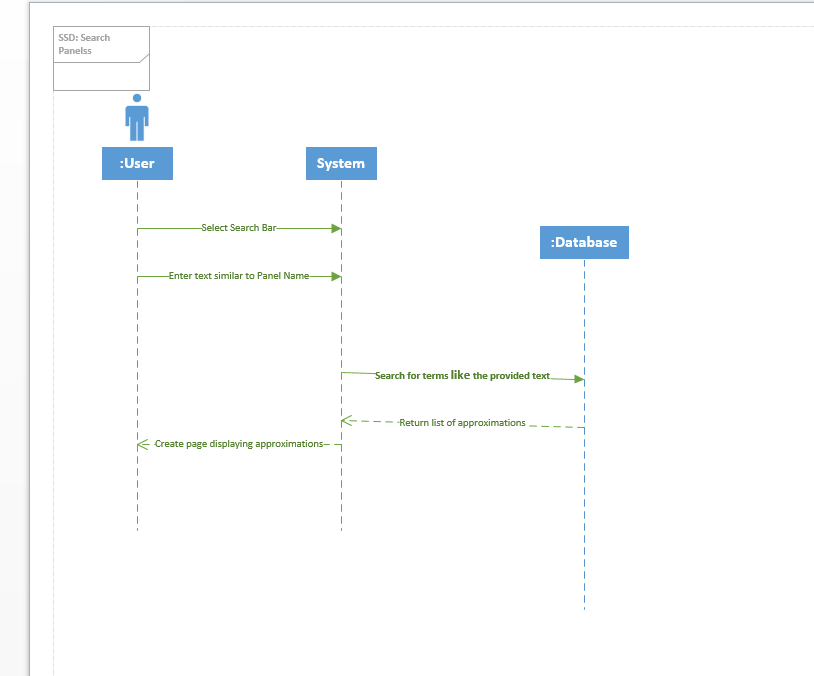 SSD: Search
Panelss
:User
System
Select Search Bar
:Database
Enter text similar to Panel Name
Search for terms like the provided text
Return list of approximations
Create page displaying approximations